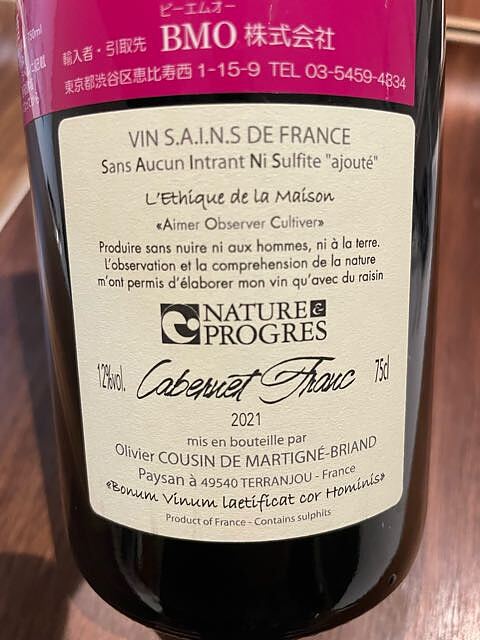 ピーエムオー
輸入者・引取先 BMO 株式会社
東京都渋谷区恵比寿西 1-15-9 TEL 03-5459-4834
VIN S.A.I.N.S DE FRANCE
Sans Aucun Intrant Ni Sulfite "ajouté"
L'Ethique de la Maison
«Aimer Observer Cultiver»
Produire sans nuire ni aux hommes, ni à la terre.
L'observation et la comprehension de la nature
m'ont permis d'élaborer mon vin qu'avec du raisin
NATURE &
PROGRES
12%vol. Cabernet Franc 75cl
2021
mis en bouteille par
Olivier COUSIN DE MARTIGNÉ-BRIAND
Paysan à 49540 TERRANJOU - France
«Bonum Vinum laetificat cor Hominis»
Product of France - Contains sulphits